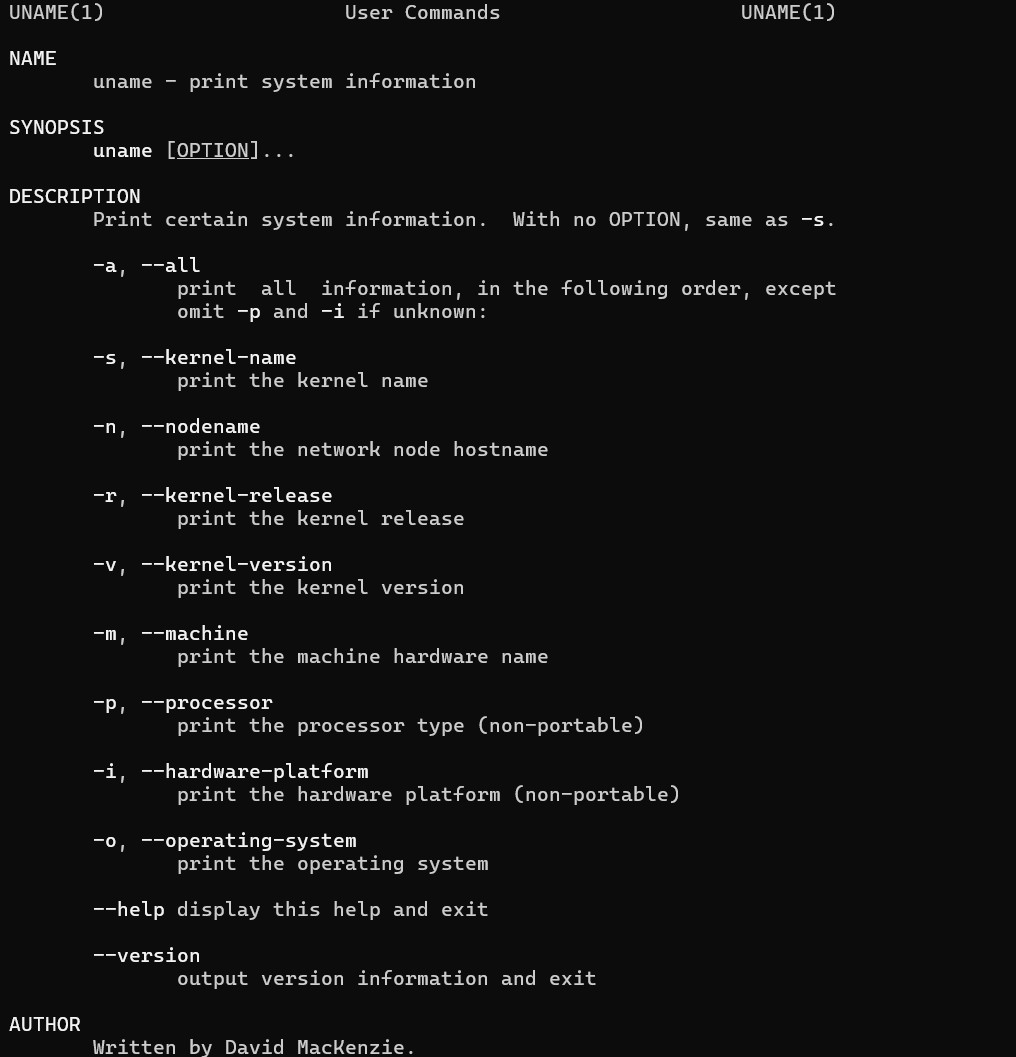 UNAME(1)                    User Commands                    UNAME(1)
NAME
       uname - print system information
SYNOPSIS
       uname [OPTION]...
DESCRIPTION
       Print certain system information.  With no OPTION, same as -s.
       -a, --all
              print  all  information, in the following order, except
              omit -p and -i if unknown:
       -s, --kernel-name
              print the kernel name
       -n, --nodename
              print the network node hostname
       -r, --kernel-release
              print the kernel release
       -v, --kernel-version
              print the kernel version
       -m, --machine
              print the machine hardware name
       -p, --processor
              print the processor type (non-portable)
       -i, --hardware-platform
              print the hardware platform (non-portable)
       -o, --operating-system
              print the operating system
       --help display this help and exit
       --version
              output version information and exit
AUTHOR
       Written by David MacKenzie.